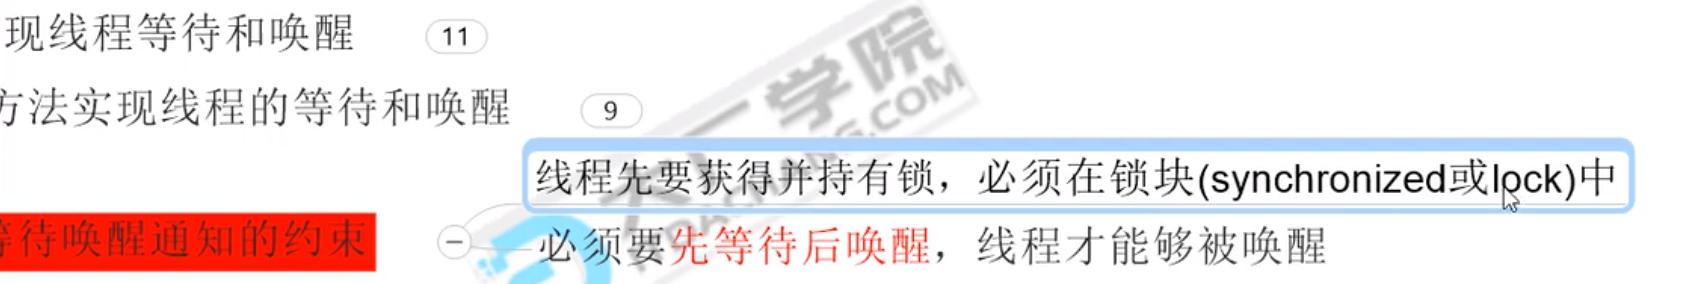 现线程等待和唤醒 11
方法实现线程的等待和唤醒 9
线程先要获得并持有锁，必须在锁块(synchronized或lock)中
等待唤醒通知的约束
必须要先等待后唤醒，线程才能够被唤醒
学院
.COM